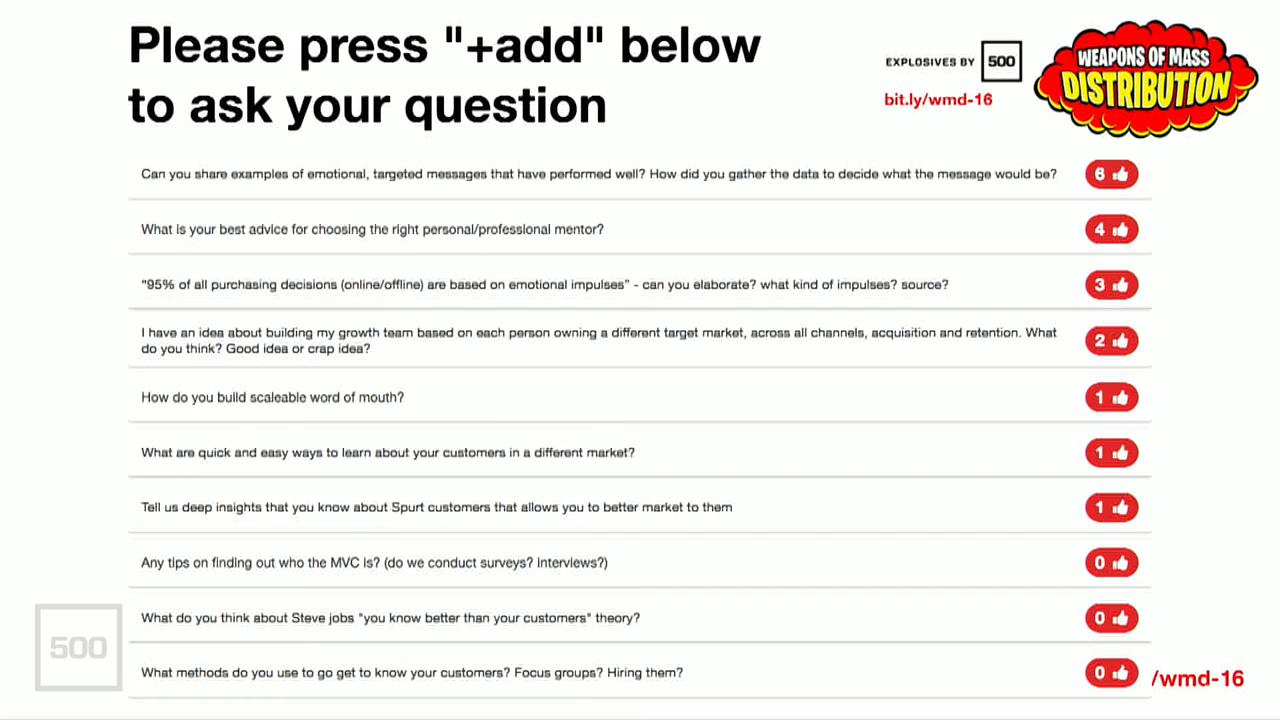 Please press "+add" below
to ask your question
EXPLOSIVES BY 500
bit.ly/wmd-16
WEAPONS OF MASS
DISTRIBUTION
Can you share examples of emotional, targeted messages that have performed well? How did you gather the data to decide what the message would be?
6
What is your best advice for choosing the right personal/professional mentor?
4
"95% of all purchasing decisions (online/offline) are based on emotional impulses" - can you elaborate? what kind of impulses? source?
3
I have an idea about building my growth team based on each person owning a different target market, across all channels, acquisition and retention. What
do you think? Good idea or crap idea?
2
How do you build scaleable word of mouth?
1
What are quick and easy ways to learn about your customers in a different market?
1
Tell us deep insights that you know about Spurt customers that allows you to better market to them
1
Any tips on finding out who the MVC is? (do we conduct surveys? Interviews?)
0
What do you think about Steve jobs "you know better than your customers" theory?
0
What methods do you use to go get to know your customers? Focus groups? Hiring them?
0
500
/wmd-16